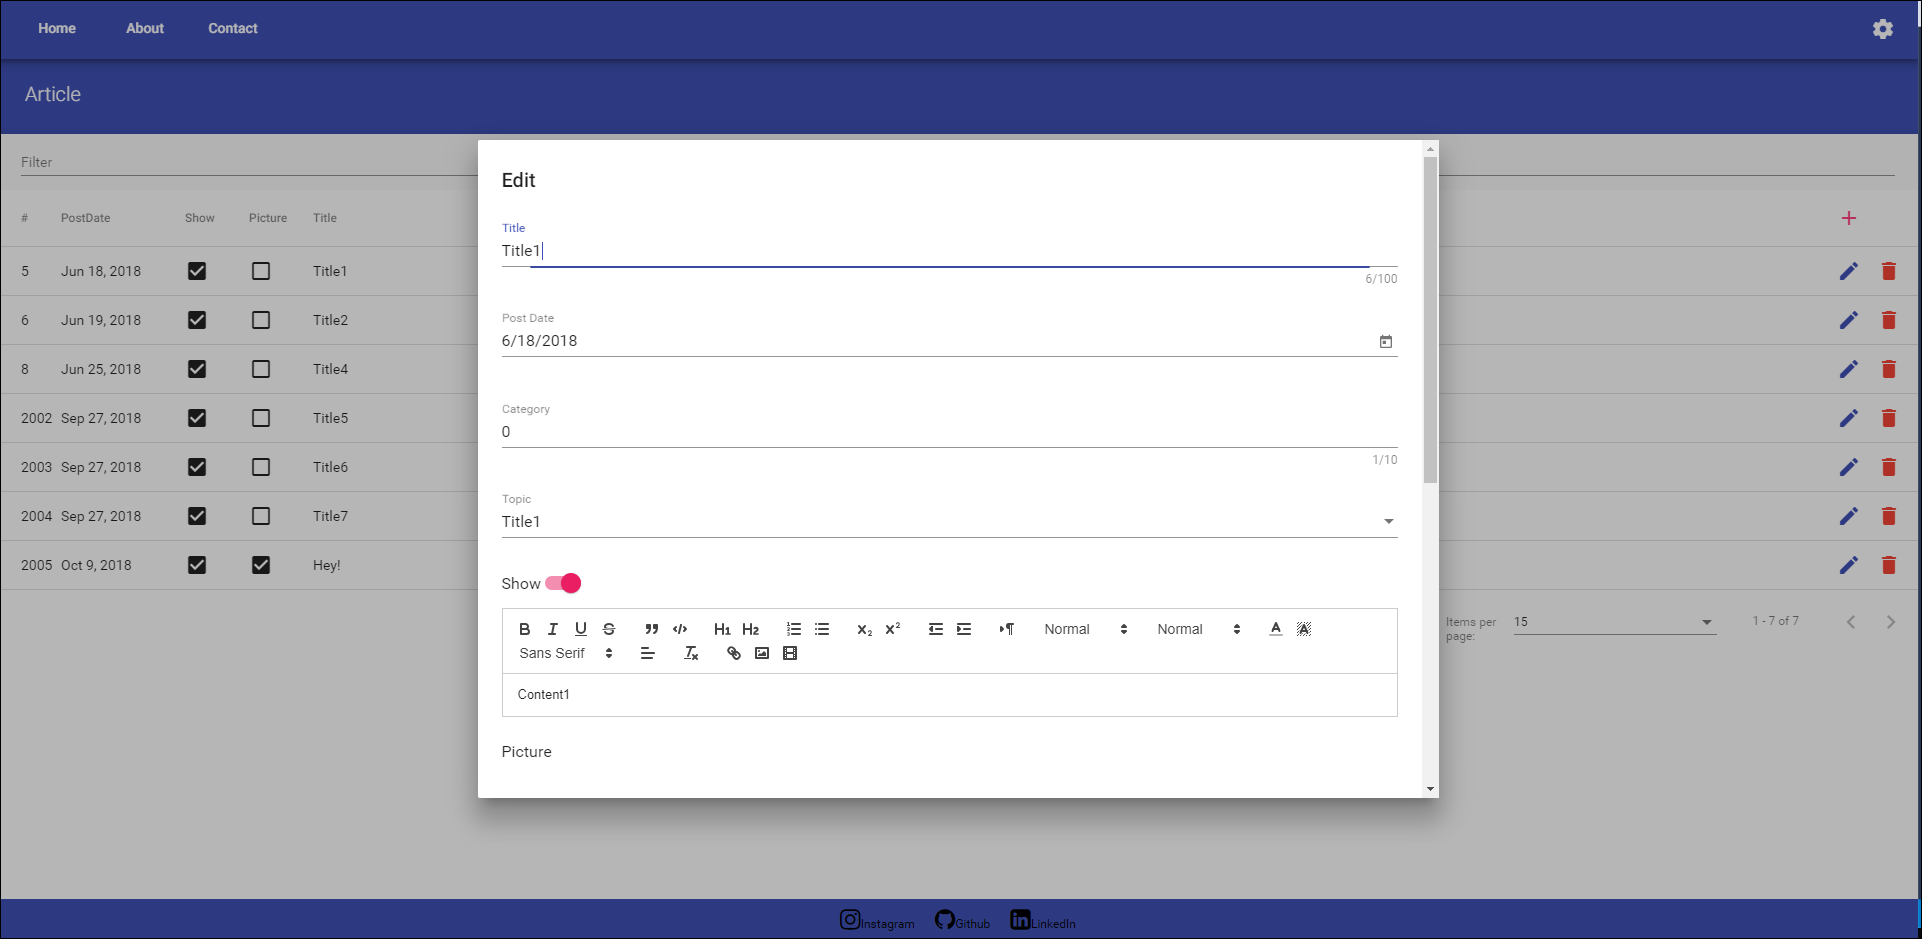 Home About Contact
Article
Filter
# PostDate Show Picture Title
5 Jun 18, 2018 Title1
6 Jun 19, 2018 Title2
8 Jun 25, 2018 Title4
2002 Sep 27, 2018 Title5
2003 Sep 27, 2018 Title6
2004 Sep 27, 2018 Title7
2005 Oct 9, 2018 Hey!
Items per page: 15 1 - 7 of 7
Edit
Title
Title1
6/100
Post Date
6/18/2018
Category
0
1/10
Topic
Title1
Show
B I U S H1 H2 X2 X2 Normal Normal A A
Sans Serif Tx
Content1
Picture
Instagram Github LinkedIn